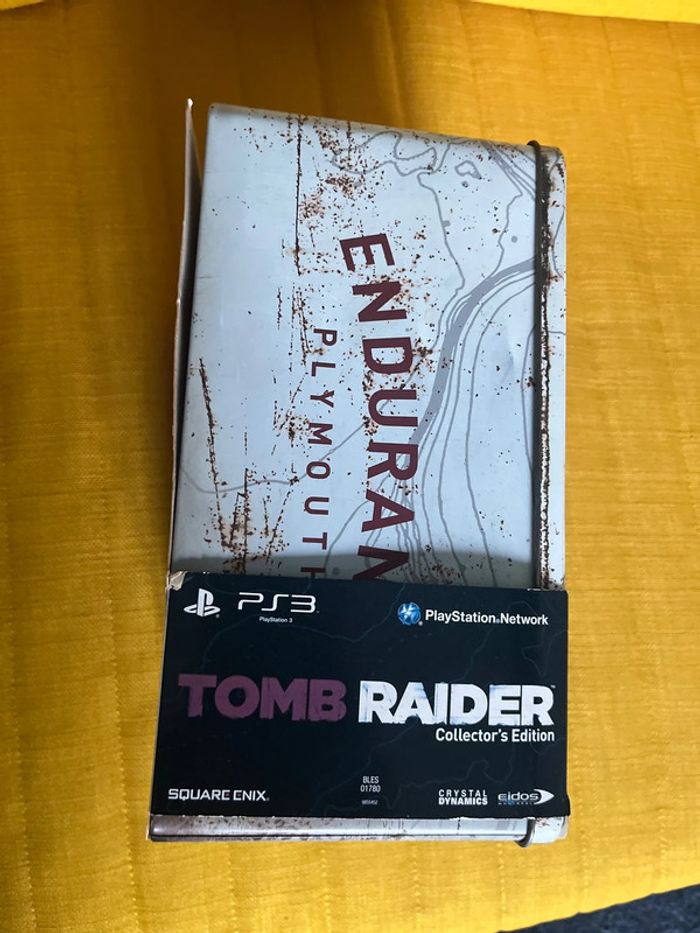 ENDURAN
PLYMOUTH
PS3
PlayStation 3
PlayStation Network
TOMB RAIDER
Collector's Edition
SQUARE ENIX
BLES
01780
CRYSTAL
DYNAMICS
eidos